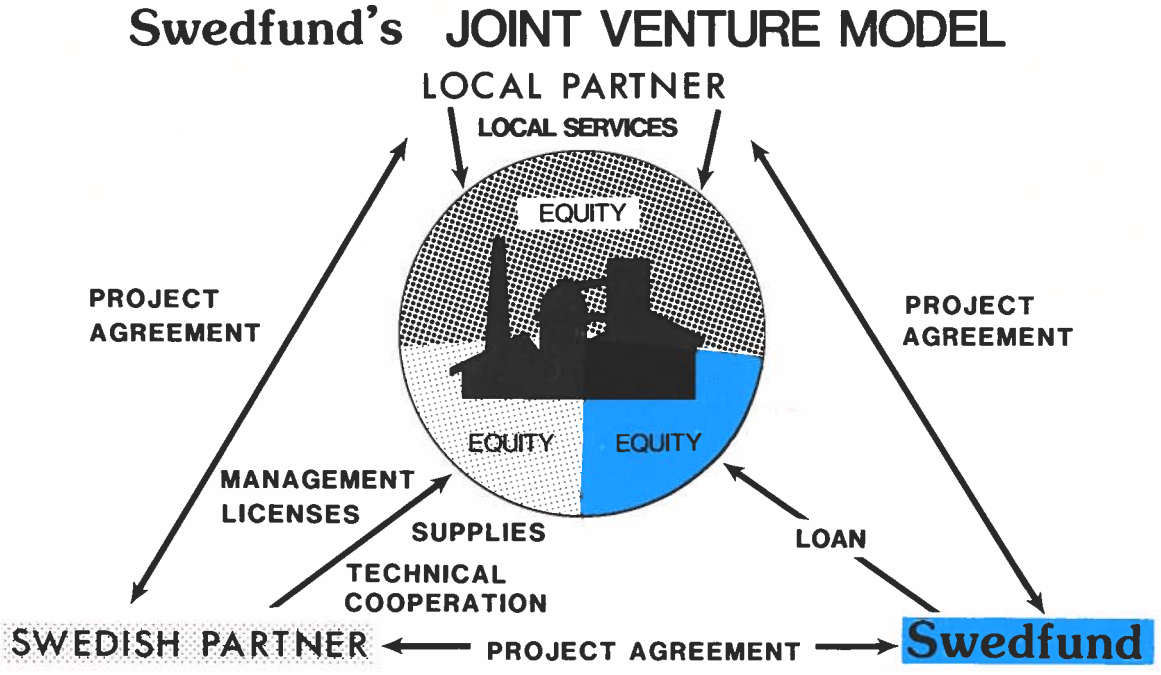 Swedfund's JOINT VENTURE MODEL
LOCAL PARTNER
LOCAL SERVICES
EQUITY
PROJECT
AGREEMENT
PROJECT
AGREEMENT
EQUITY
EQUITY
MANAGEMENT
LICENSES
SUPPLIES
LOAN
TECHNICAL
COOPERATION
SWEDISH PARTNER
PROJECT AGREEMENT
Swedfund